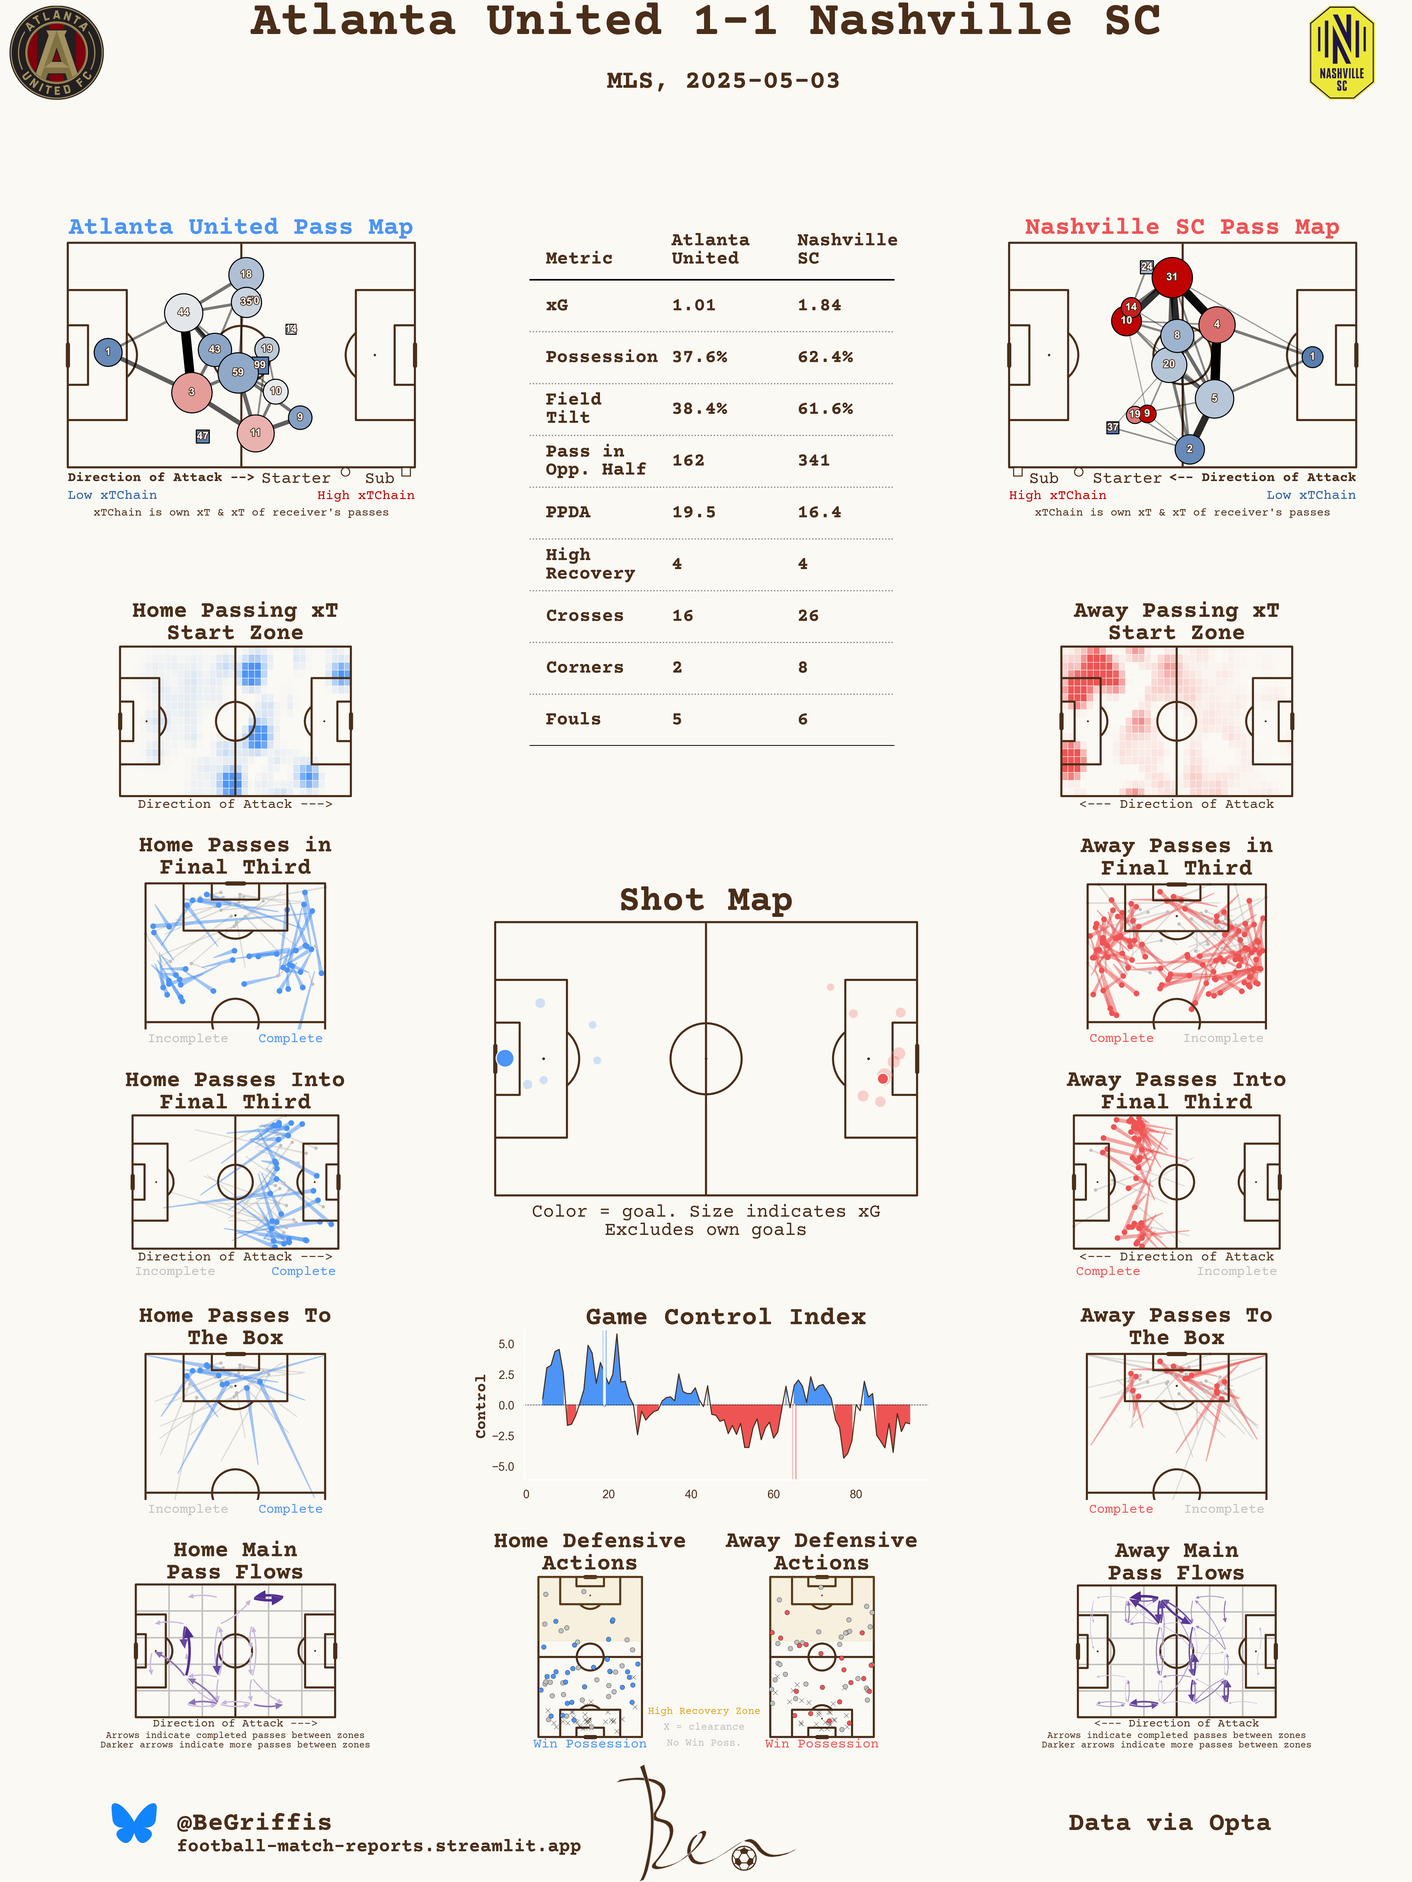 Atlanta United 1-1 Nashville SC
MLS, 2025-05-03
ATLANTA
UNITED FC
NASHVILLE
SC
Atlanta United Pass Map
18
350
44
14
1
43
19
99
59
3
10
9
11
47
Direction of Attack --> Starter Sub
Low xTChain High xTChain
xTChain is own xT & xT of receiver's passes
Metric Atlanta United Nashville SC
xG 1.01 1.84
Possession 37.6% 62.4%
Field Tilt 38.4% 61.6%
Pass in Opp. Half 162 341
PPDA 19.5 16.4
High Recovery 4 4
Crosses 16 26
Corners 2 8
Fouls 5 6
Nashville SC Pass Map
24
31
14
10
4
8
1
20
5
19
9
37
2
Sub Starter <-- Direction of Attack
High xTChain Low xTChain
xTChain is own xT & xT of receiver's passes
Home Passing xT
Start Zone
Direction of Attack --->
Away Passing xT
Start Zone
<--- Direction of Attack
Home Passes in
Final Third
Incomplete Complete
Shot Map
Color = goal. Size indicates xG
Excludes own goals
Away Passes in
Final Third
Complete Incomplete
Home Passes Into
Final Third
Direction of Attack --->
Incomplete Complete
Away Passes Into
Final Third
<--- Direction of Attack
Complete Incomplete
Home Passes To
The Box
Incomplete Complete
Game Control Index
Control
5.0
2.5
0.0
−2.5
−5.0
0 20 40 60 80
Away Passes To
The Box
Complete Incomplete
Home Main
Pass Flows
Direction of Attack --->
Arrows indicate completed passes between zones
Darker arrows indicate more passes between zones
Home Defensive
Actions
Win Possession
High Recovery Zone
X = clearance
No Win Poss.
Away Defensive
Actions
Win Possession
Away Main
Pass Flows
<--- Direction of Attack
Arrows indicate completed passes between zones
Darker arrows indicate more passes between zones
@BeGriffis
football-match-reports.streamlit.app
Ben
Data via Opta